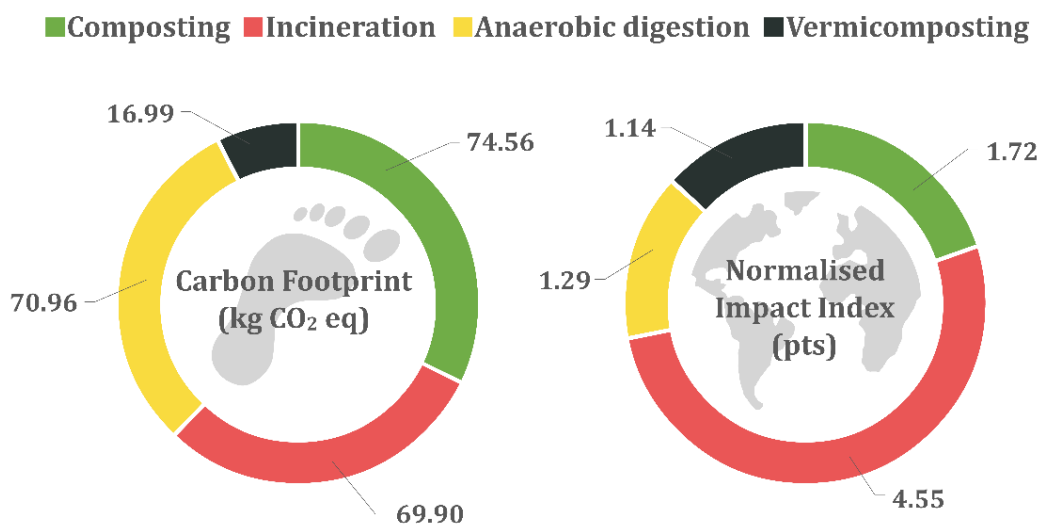 Composting Incineration Anaerobic digestion Vermicomposting
16.99
74.56
70.96
69.90
Carbon Footprint
(kg CO₂ eq)
1.14
1.72
1.29
4.55
Normalised
Impact Index
(pts)